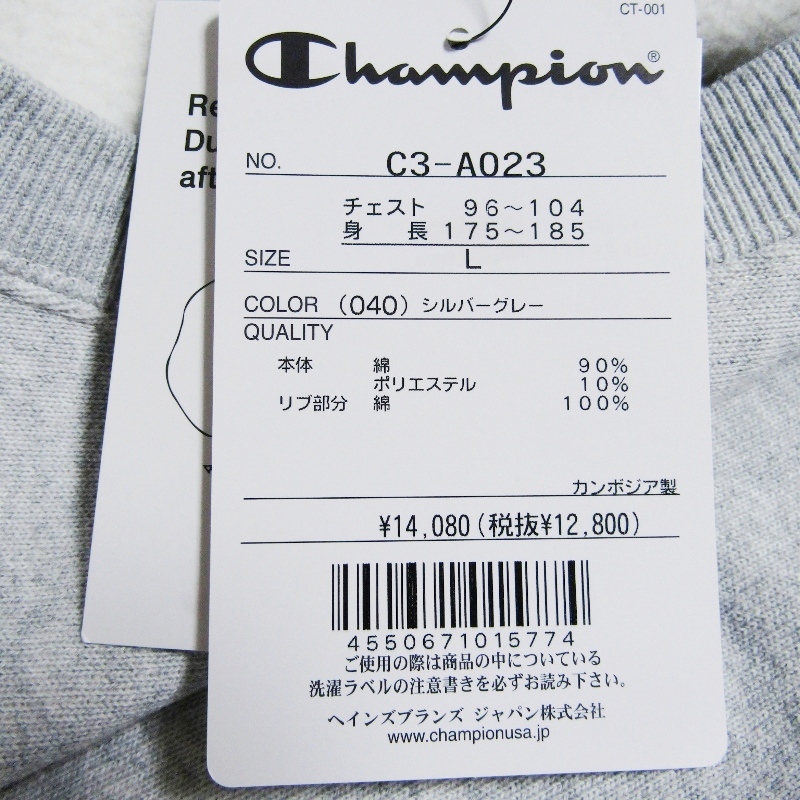 CT-001
Champion®
Re
Du
aft
NO. C3-A023
チェスト 96～104
身 長 175～185
SIZE L
COLOR (040) シルバーグレー
QUALITY
本体 綿 90%
ポリエステル 10%
リブ部分 綿 100%
カンボジア製
¥14,080(税抜¥12,800)
4550671015774
ご使用の際は商品の中についている
洗濯ラベルの注意書きを必ずお読み下さい。
ヘインズブランズ ジャパン株式会社
www.championusa.jp